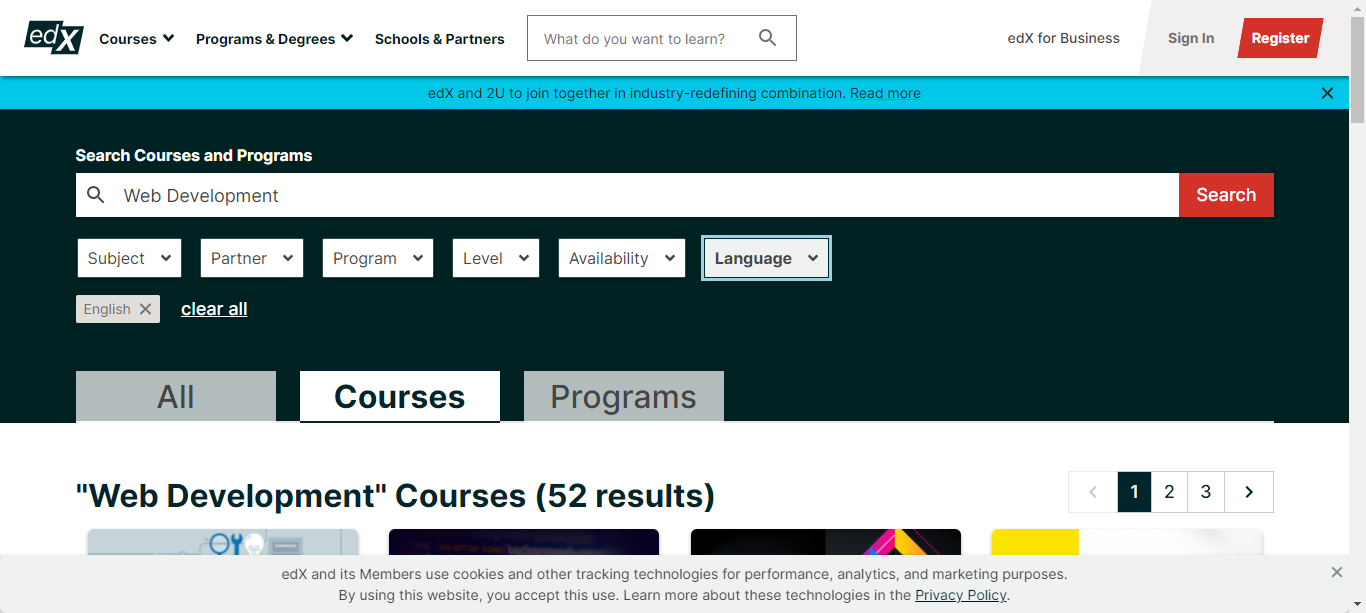 edX Courses Programs & Degrees Schools & Partners What do you want to learn? edX for Business Sign In Register
edX and 2U to join together in industry-redefining combination. Read more
Search Courses and Programs
Web Development Search
Subject Partner Program Level Availability Language
English clear all
All Courses Programs
"Web Development" Courses (52 results) 1 2 3
edX and its Members use cookies and other tracking technologies for performance, analytics, and marketing purposes.
By using this website, you accept this use. Learn more about these technologies in the Privacy Policy.